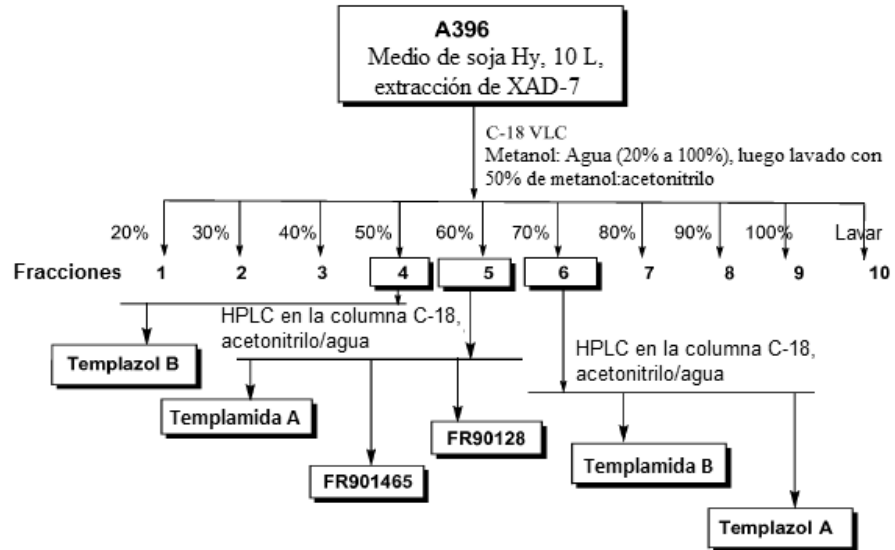 A396
Medio de soja Hy, 10 L,
extracción de XAD-7
C-18 VLC
Metanol: Agua (20% a 100%), luego lavado con
50% de metanol:acetonitrilo
20% 30% 40% 50% 60% 70% 80% 90% 100% Lavar
Fracciones 1 2 3 4 5 6 7 8 9 10
HPLC en la columna C-18,
acetonitrilo/agua
HPLC en la columna C-18,
acetonitrilo/agua
Templazol B
Templamida A
FR90128
FR901465
Templamida B
Templazol A